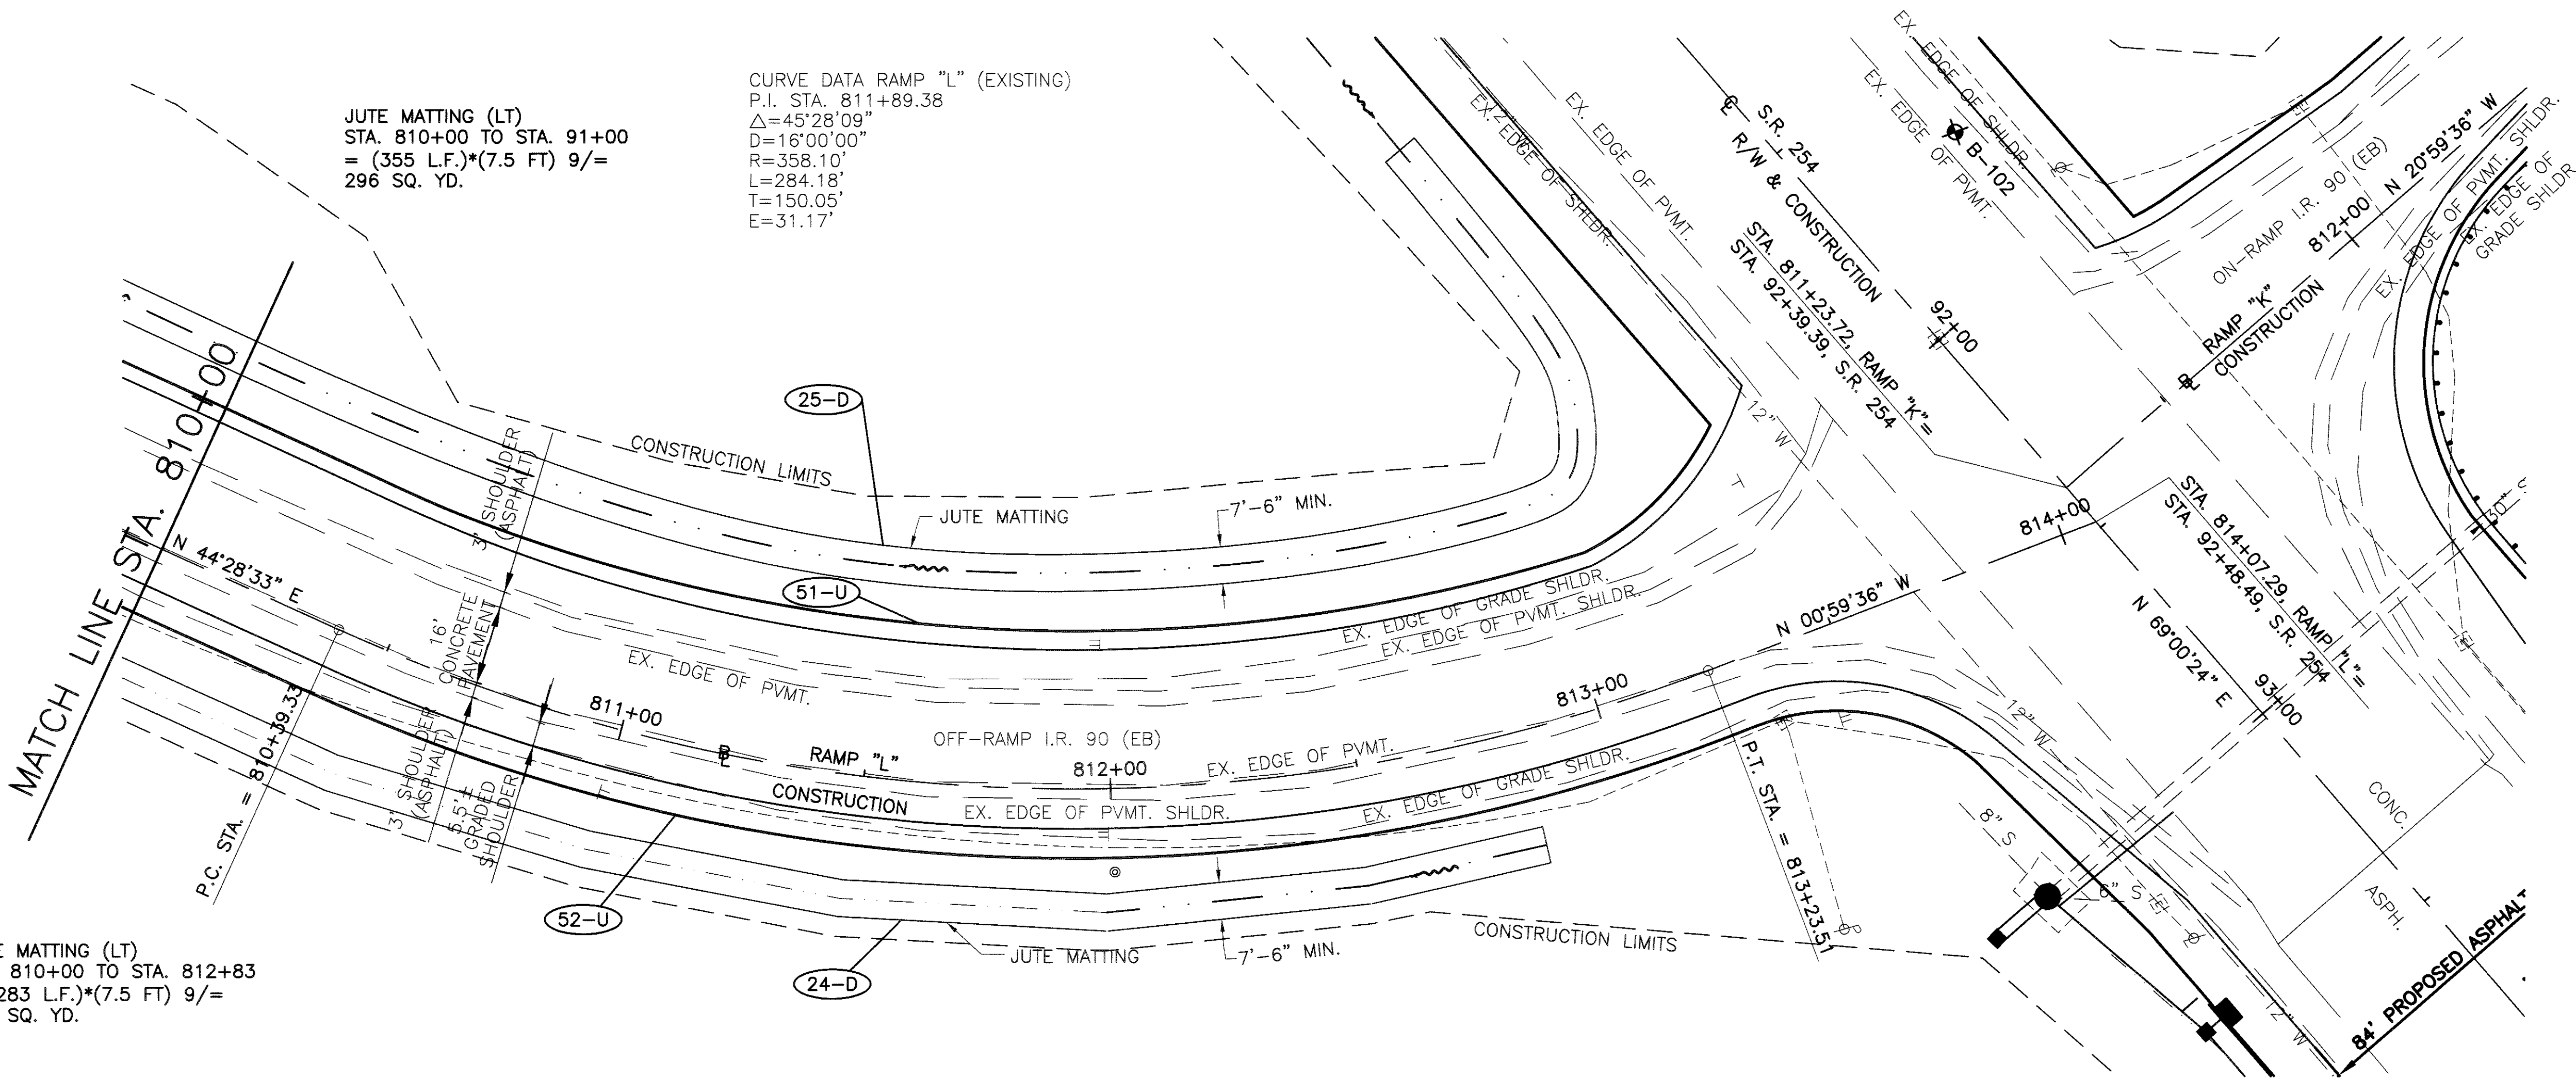 JUTE MATTING (LT)
STA. 810+00 TO STA. 91+00
= (355 L.F.)*(7.5 FT) 9/=
296 SQ. YD.
CURVE DATA RAMP "L" (EXISTING)
P.I. STA. 811+89.38
△=45°28'09"
D=16°00'00"
R=358.10'
L=284.18'
T=150.05'
E=31.17'
MATCH LINE STA. 810+00
N 44°28'33" E
P.C. STA. = 810+39.33
3' SHOULDER
(ASPHALT)
16'
CONCRETE
PAVEMENT
3' SHOULDER
(ASPHALT)
5.5'±
GRADED
SHOULDER
CONSTRUCTION LIMITS
25-D
JUTE MATTING
7'-6" MIN.
51-U
EX. EDGE OF GRADE SHLDR.
EX. EDGE OF PVMT. SHLDR.
EX. EDGE OF PVMT.
811+00
RAMP "L"
CONSTRUCTION
OFF-RAMP I.R. 90 (EB)
812+00
EX. EDGE OF PVMT.
813+00
EX. EDGE OF PVMT. SHLDR.
EX. EDGE OF GRADE SHLDR.
52-U
24-D
JUTE MATTING
7'-6" MIN.
CONSTRUCTION LIMITS
P.T. STA. = 813+23.51
N 00°59'36" W
814+00
E MATTING (LT)
810+00 TO STA. 812+83
283 L.F.)*(7.5 FT) 9/=
SQ. YD.
EX. EDGE OF SHLDR.
EX. EDGE OF PVMT.
12" W
T
S.R. 254
℄ R/W & CONSTRUCTION
STA. 811+23.72, RAMP "K"=
STA. 92+39.39, S.R. 254
92+00
EX. EDGE OF SHLDR.
EX. EDGE OF PVMT.
B-102
ON-RAMP I.R. 90 (EB)
812+00
N 20°59'36" W
RAMP "K"
CONSTRUCTION
EX. EDGE OF PVMT. SHLDR.
EX. EDGE OF
GRADE SHLDR.
STA. 814+07.29, RAMP "L"=
STA. 92+48.49, S.R. 254
N 69°00'24" E
93+00
30" S
12" W
8" S
6" S
12" W
CONC.
ASPH.
84' PROPOSED ASPHALT